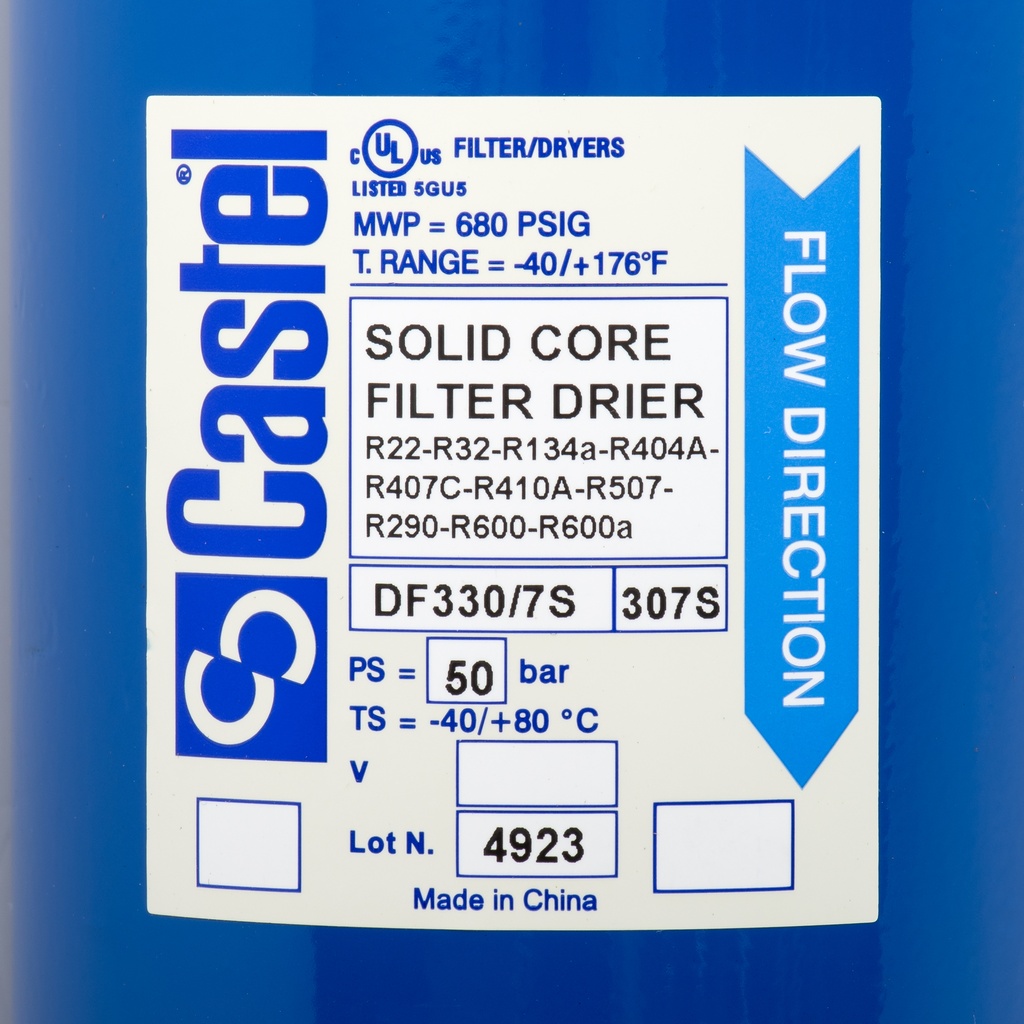 Castel®
C UL US FILTER/DRYERS
LISTED 5GU5
MWP = 680 PSIG
T. RANGE = -40/+176°F
SOLID CORE
FILTER DRIER
R22-R32-R134a-R404A-
R407C-R410A-R507-
R290-R600-R600a
DF330/7S 307S
PS = 50 bar
TS = -40/+80 °C
V
Lot N. 4923
Made in China
FLOW DIRECTION